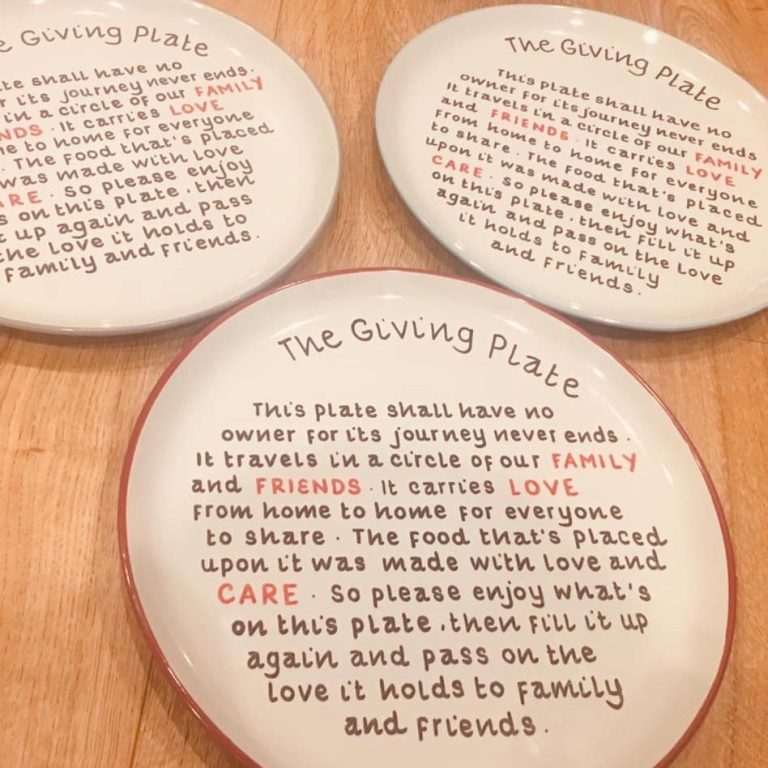 e Giving Plate
te shall have no
r its journey never ends.
in a circle of our FAMILY
NDS . It carries LOVE
me to home for everyone
. The food that's placed
was made with love
ARE . So please enjoy
s on this plate , then
t up again and pass
the love it holds to
family and friends.
The Giving Plate
This plate shall have no
owner for its journey never ends
It travels in a circle of our FAMILY
and FRIENDS . It carries LOVE
from home to home for everyone
to share . The food that's placed
upon it was made with love and
CARE . So please enjoy what's
on this plate , then fill it up
again and pass on the love
it holds to family
and friends.
The Giving Plate
This plate shall have no
owner for its journey never ends .
It travels in a circle of our FAMILY
and FRIENDS . It carries LOVE
from home to home for everyone
to share . The food that's placed
upon it was made with love and
CARE . So please enjoy what's
on this plate , then fill it up
again and pass on the
love it holds to family
and friends .